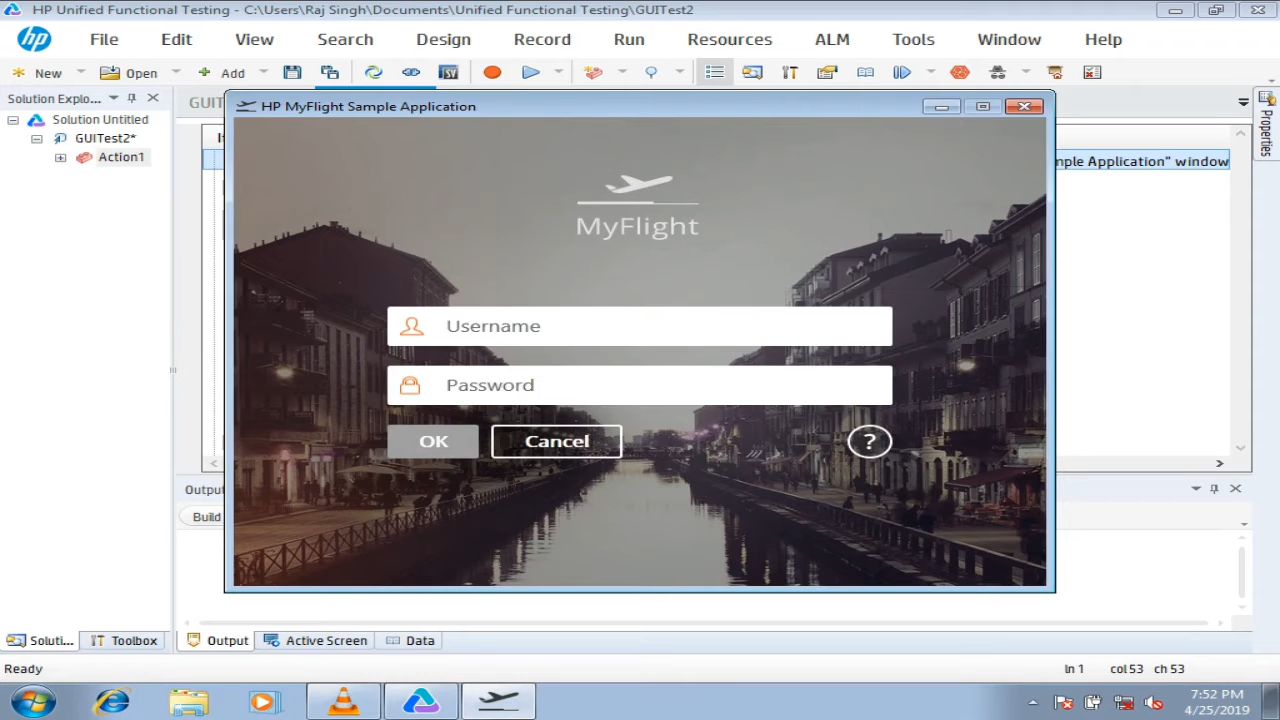 HP Unified Functional Testing - C:\Users\Raj Singh\Documents\Unified Functional Testing\GUITest2
hp File Edit View Search Design Record Run Resources ALM Tools Window Help
New Open Add SV
Solution Explo...
GUIT
Solution Untitled
GUITest2*
Action1
HP MyFlight Sample Application
Properties
mple Application" window
MyFlight
Username
Password
OK Cancel ?
Output
Build
Soluti... Toolbox Output Active Screen Data
Ready
ln 1 col 53 ch 53
7:52 PM
4/25/2019